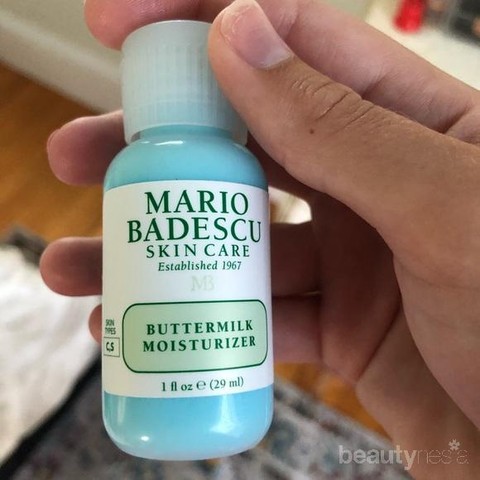 MARIO
BADESCU
SKIN CARE
Established 1967
MB
SKIN
TYPES
C,S
BUTTERMILK
MOISTURIZER
1 fl oz ℮ (29 ml)
beautynesia